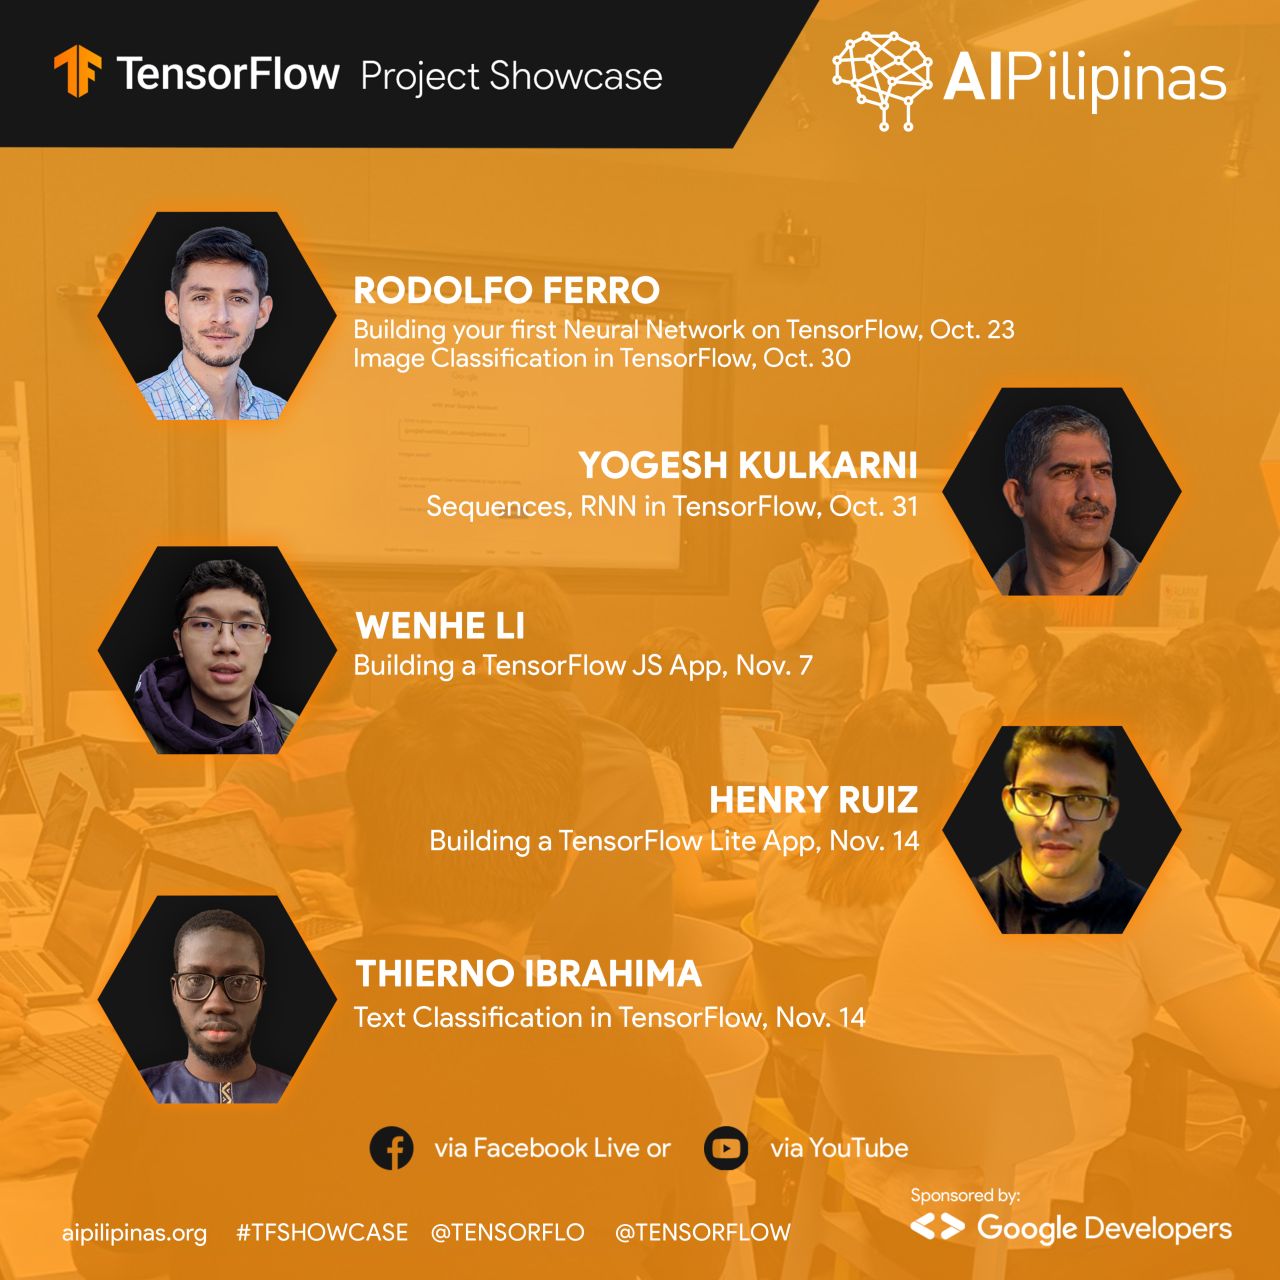 TensorFlow Project Showcase
AIPilipinas
RODOLFO FERRO
Building your first Neural Network on TensorFlow, Oct. 23
Image Classification in TensorFlow, Oct. 30
YOGESH KULKARNI
Sequences, RNN in TensorFlow, Oct. 31
WENHE LI
Building a TensorFlow JS App, Nov. 7
HENRY RUIZ
Building a TensorFlow Lite App, Nov. 14
THIERNO IBRAHIMA
Text Classification in TensorFlow, Nov. 14
via Facebook Live or via YouTube
Sponsored by:
Google Developers
aipilipinas.org #TFSHOWCASE @TENSORFLO @TENSORFLOW